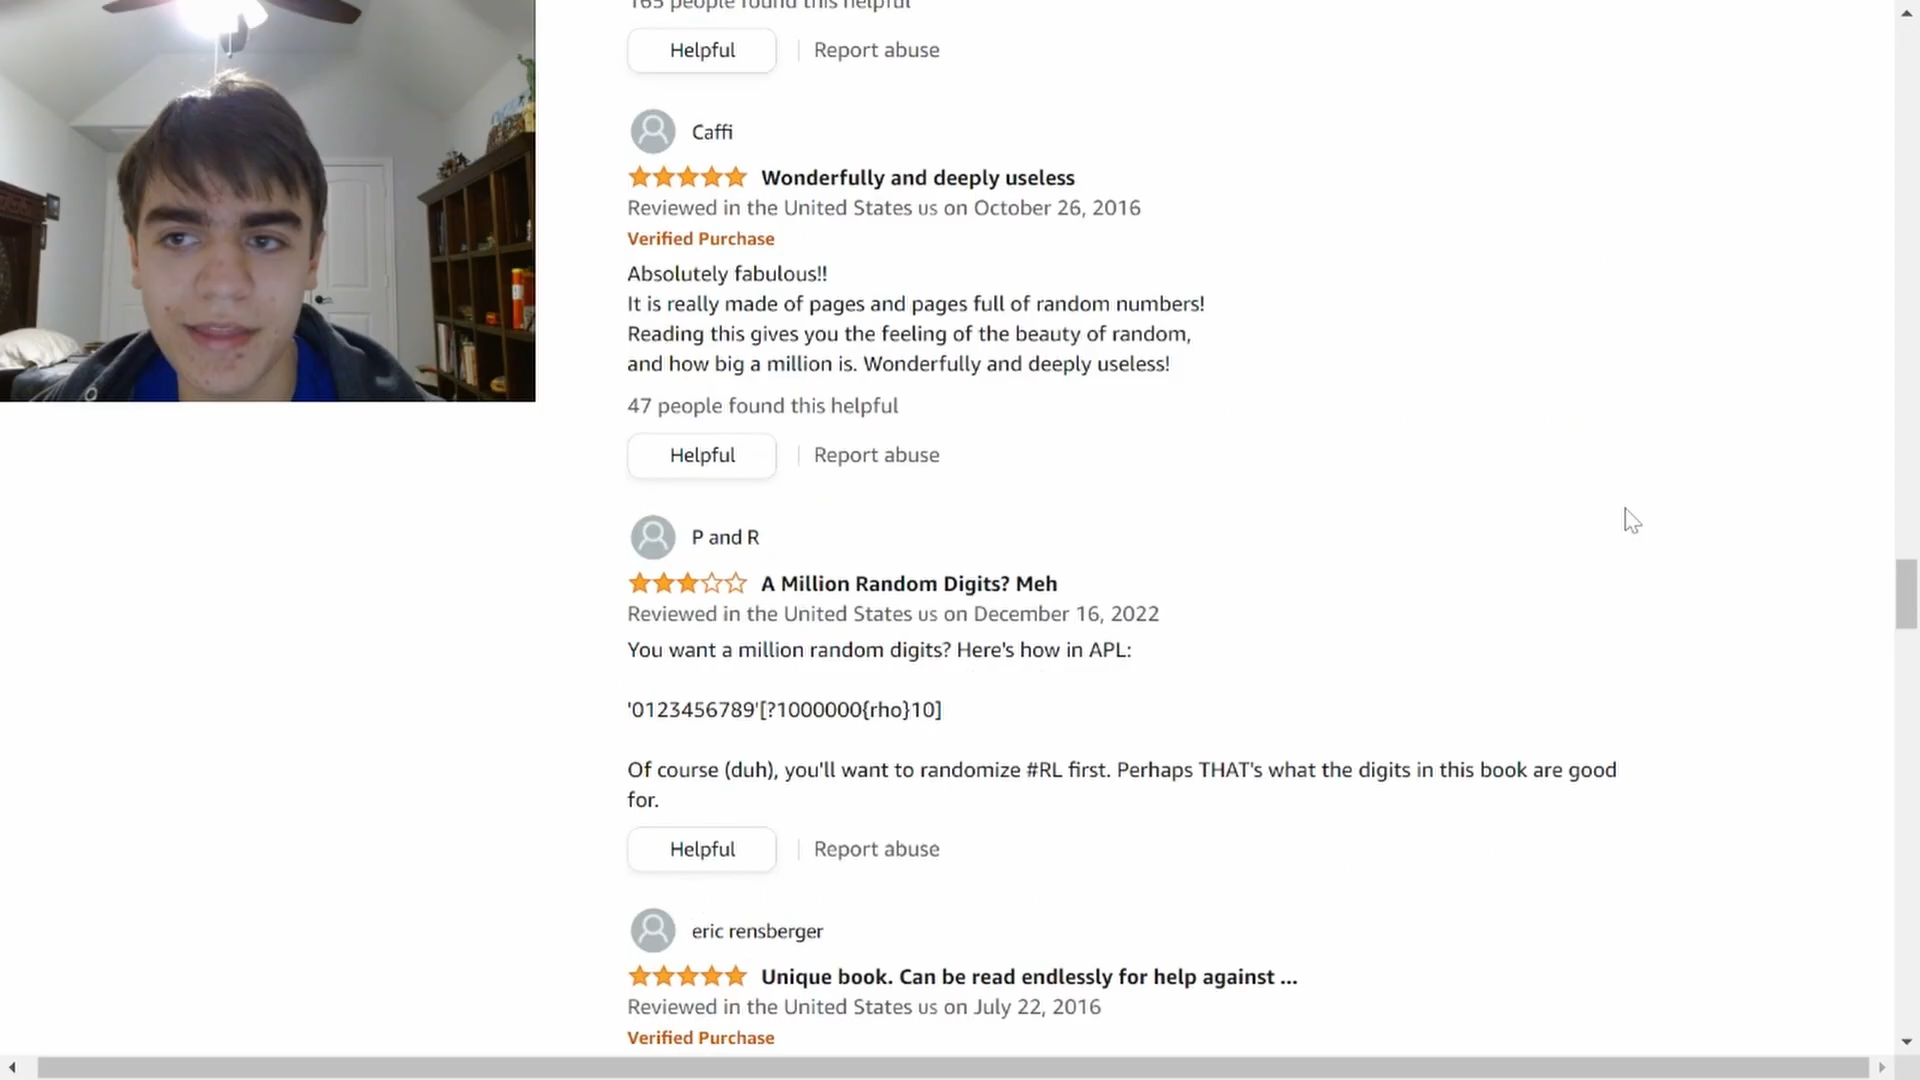 165 people found this helpful
Helpful
Report abuse
Caffi
Wonderfully and deeply useless
Reviewed in the United States us on October 26, 2016
Verified Purchase
Absolutely fabulous!!
It is really made of pages and pages full of random numbers!
Reading this gives you the feeling of the beauty of random,
and how big a million is. Wonderfully and deeply useless!
47 people found this helpful
Helpful
Report abuse
P and R
A Million Random Digits? Meh
Reviewed in the United States us on December 16, 2022
You want a million random digits? Here's how in APL:
'0123456789'[?1000000{rho}10]
Of course (duh), you'll want to randomize #RL first. Perhaps THAT's what the digits in this book are good
for.
Helpful
Report abuse
eric rensberger
Unique book. Can be read endlessly for help against ...
Reviewed in the United States us on July 22, 2016
Verified Purchase